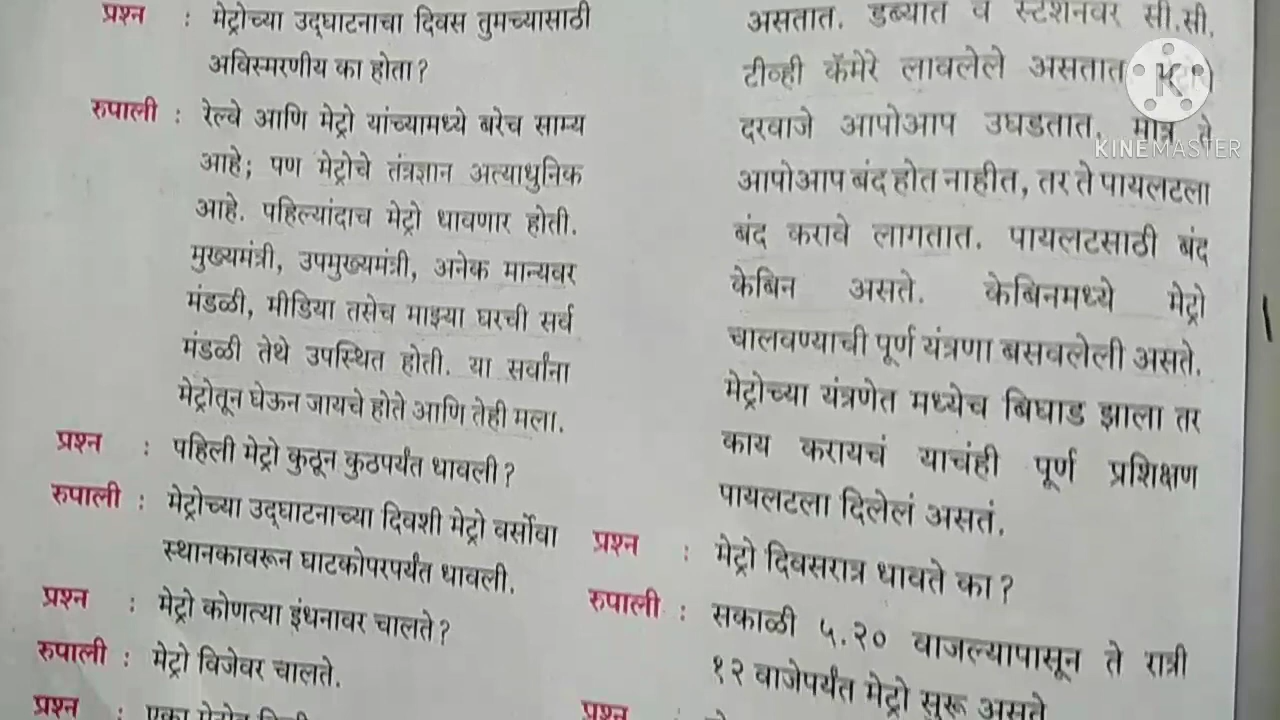 प्रश्न : मेट्रोच्या उद्घाटनाचा दिवस तुमच्यासाठी
अविस्मरणीय का होता?
रुपाली : रेल्वे आणि मेट्रो यांच्यामध्ये बरेच साम्य
आहे; पण मेट्रोचे तंत्रज्ञान अत्याधुनिक
आहे. पहिल्यांदाच मेट्रो धावणार होती.
मुख्यमंत्री, उपमुख्यमंत्री, अनेक मान्यवर
मंडळी, मीडिया तसेच माझ्या घरची सर्व
मंडळी तेथे उपस्थित होती. या सर्वांना
मेट्रोतून घेऊन जायचे होते आणि तेही मला.
प्रश्न : पहिली मेट्रो कुठून कुठपर्यंत धावली?
रुपाली : मेट्रोच्या उद्घाटनाच्या दिवशी मेट्रो वर्सोवा
स्थानकावरून घाटकोपरपर्यंत धावली.
प्रश्न : मेट्रो कोणत्या इंधनावर चालते?
रुपाली : मेट्रो विजेवर चालते.
प्रश्न : एका
असतात. डब्यात व स्टेशनवर सी.सी.
टीव्ही कॅमेरे लावलेले असतात
दरवाजे आपोआप उघडतात, मात्र ते
आपोआप बंद होत नाहीत, तर ते पायलटला
बंद करावे लागतात. पायलटसाठी बंद
केबिन असते. केबिनमध्ये मेट्रो
चालवण्याची पूर्ण यंत्रणा बसवलेली असते.
मेट्रोच्या यंत्रणेत मध्येच बिघाड झाला तर
काय करायचं याचंही पूर्ण प्रशिक्षण
पायलटला दिलेलं असतं.
प्रश्न : मेट्रो दिवसरात्र धावते का?
रुपाली : सकाळी ५.२० वाजल्यापासून ते रात्री
१२ वाजेपर्यंत मेट्रो सुरू असते
प्रश्न :
K
KINEMASTER